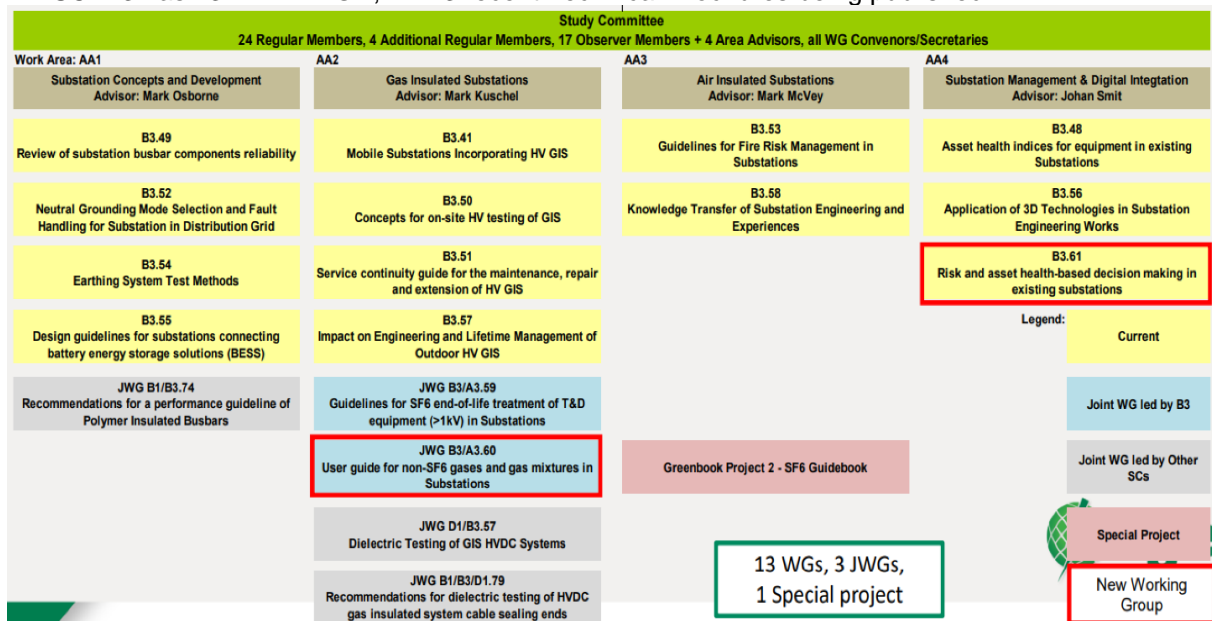 Study Committee
24 Regular Members, 4 Additional Regular Members, 17 Observer Members + 4 Area Advisors, all WG Convenors/Secretaries
Work Area: AA1
Substation Concepts and Development
Advisor: Mark Osborne
B3.49
Review of substation busbar components reliability
B3.52
Neutral Grounding Mode Selection and Fault
Handling for Substation in Distribution Grid
B3.54
Earthing System Test Methods
B3.55
Design guidelines for substations connecting
battery energy storage solutions (BESS)
JWG B1/B3.74
Recommendations for a performance guideline of
Polymer Insulated Busbars
AA2
Gas Insulated Substations
Advisor: Mark Kuschel
B3.41
Mobile Substations Incorporating HV GIS
B3.50
Concepts for on-site HV testing of GIS
B3.51
Service continuity guide for the maintenance, repair
and extension of HV GIS
B3.57
Impact on Engineering and Lifetime Management of
Outdoor HV GIS
JWG B3/A3.59
Guidelines for SF6 end-of-life treatment of T&D
equipment (>1kV) in Substations
JWG B3/A3.60
User guide for non-SF6 gases and gas mixtures in
Substations
JWG D1/B3.57
Dielectric Testing of GIS HVDC Systems
JWG B1/B3/D1.79
Recommendations for dielectric testing of HVDC
gas insulated system cable sealing ends
AA3
Air Insulated Substations
Advisor: Mark McVey
B3.53
Guidelines for Fire Risk Management in
Substations
B3.58
Knowledge Transfer of Substation Engineering and
Experiences
Greenbook Project 2 - SF6 Guidebook
13 WGs, 3 JWGs,
1 Special project
AA4
Substation Management & Digital Integtation
Advisor: Johan Smit
B3.48
Asset health indices for equipment in existing
Substations
B3.56
Application of 3D Technologies in Substation
Engineering Works
B3.61
Risk and asset health-based decision making in
existing substations
Legend:
Current
Joint WG led by B3
Joint WG led by Other
SCs
Special Project
New Working
Group